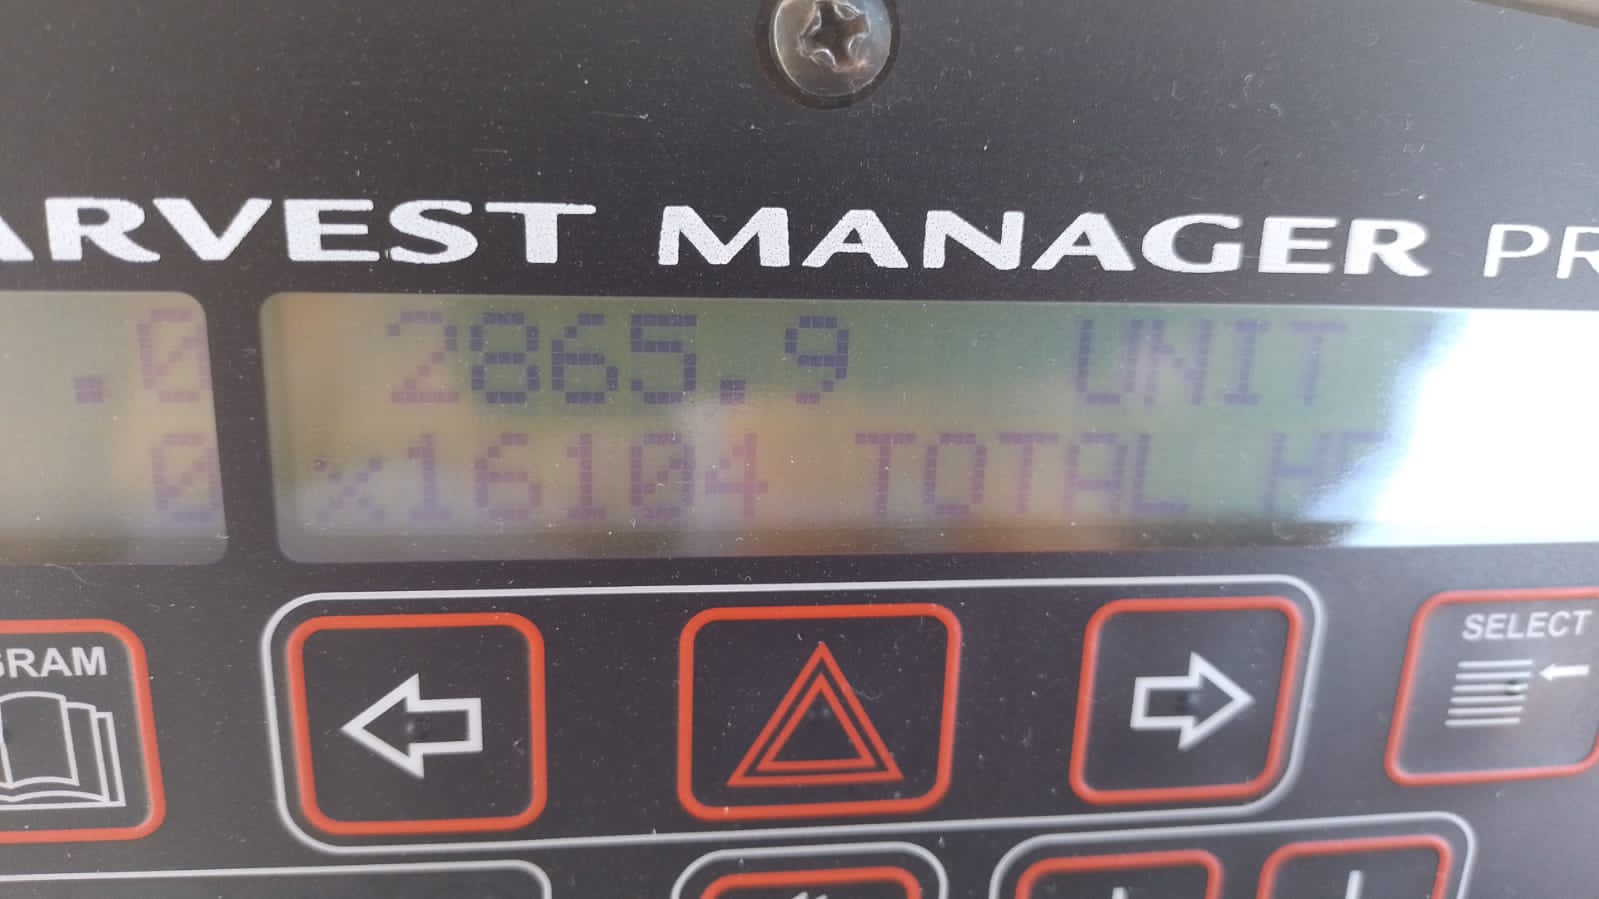 ARVEST MANAGER PR
.0 2865.9 UNIT
0 x16104 TOTAL
GRAM
SELECT